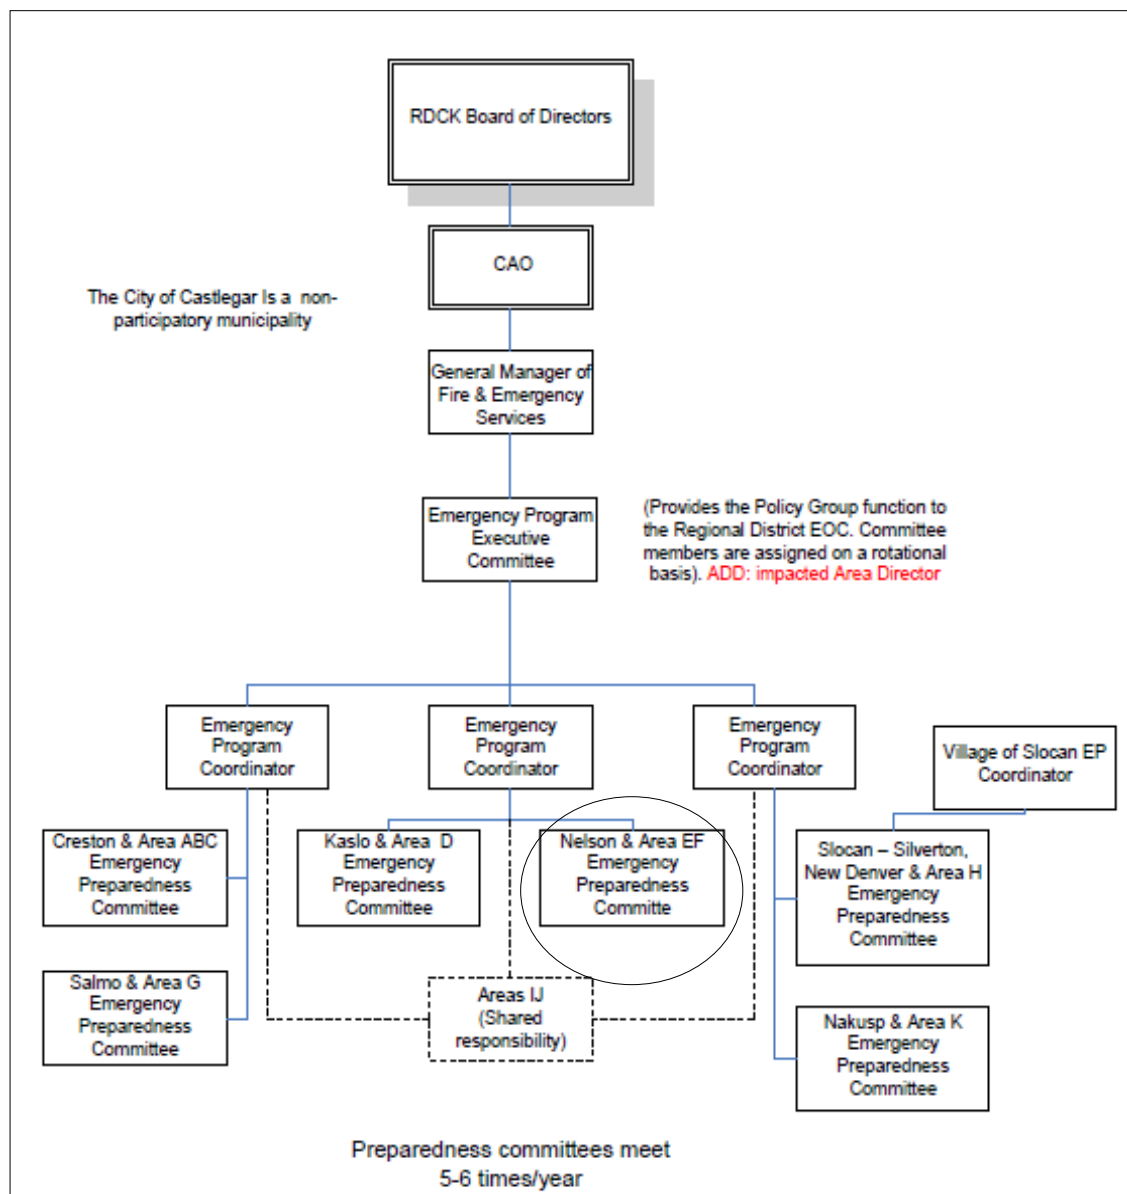 RDCK Board of Directors
CAO
The City of Castlegar Is a non-
participatory municipality
General Manager of
Fire & Emergency
Services
Emergency Program
Executive
Committee
(Provides the Policy Group function to
the Regional District EOC. Committee
members are assigned on a rotational
basis). ADD: impacted Area Director
Emergency
Program
Coordinator
Emergency
Program
Coordinator
Emergency
Program
Coordinator
Village of Slocan EP
Coordinator
Creston & Area ABC
Emergency
Preparedness
Committee
Kaslo & Area D
Emergency
Preparedness
Committee
Nelson & Area EF
Emergency
Preparedness
Committe
Slocan – Silverton,
New Denver & Area H
Emergency
Preparedness
Committee
Salmo & Area G
Emergency
Preparedness
Committee
Areas IJ
(Shared
responsibility)
Nakusp & Area K
Emergency
Preparedness
Committee
Preparedness committees meet
5-6 times/year